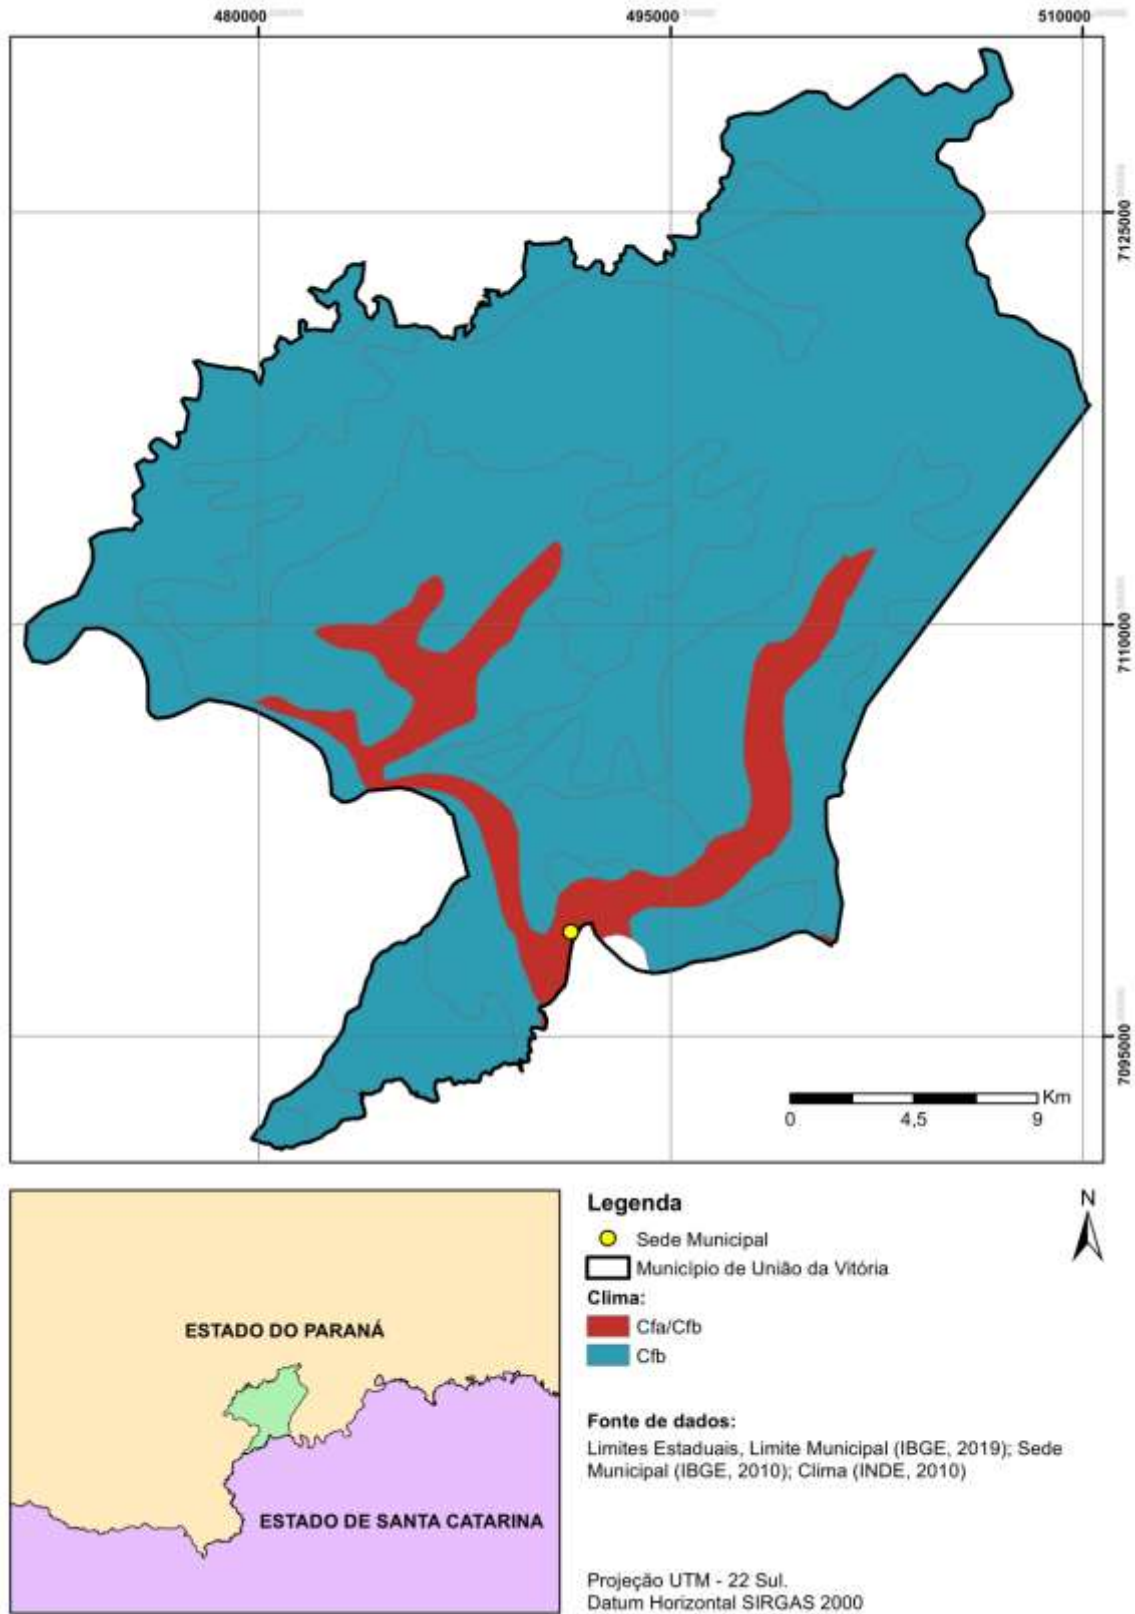 480000
495000
510000
7125000
7110000
7095000
Km
0
4,5
9
Legenda
N
Sede Municipal
Município de União da Vitória
Clima:
Cfa/Cfb
Cfb
ESTADO DO PARANÁ
ESTADO DE SANTA CATARINA
Fonte de dados:
Limites Estaduais, Limite Municipal (IBGE, 2019); Sede
Municipal (IBGE, 2010); Clima (INDE, 2010)
Projeção UTM - 22 Sul.
Datum Horizontal SIRGAS 2000